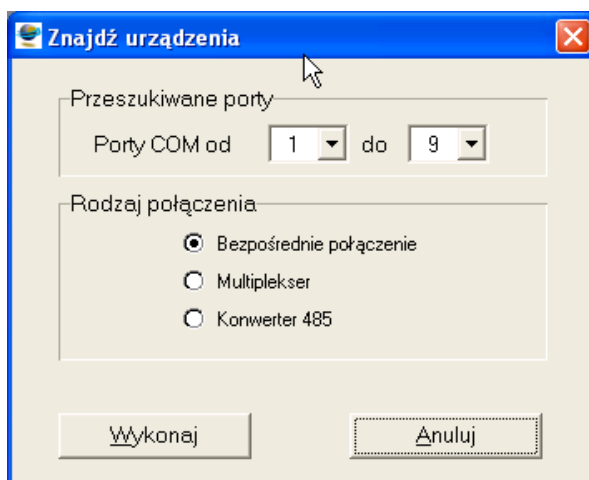 Znajdź urządzenia
Przeszukiwane porty
Porty COM od 1 do 9
Rodzaj połączenia
Bezpośrednie połączenie
Multiplekser
Konwerter 485
Wykonaj Anuluj